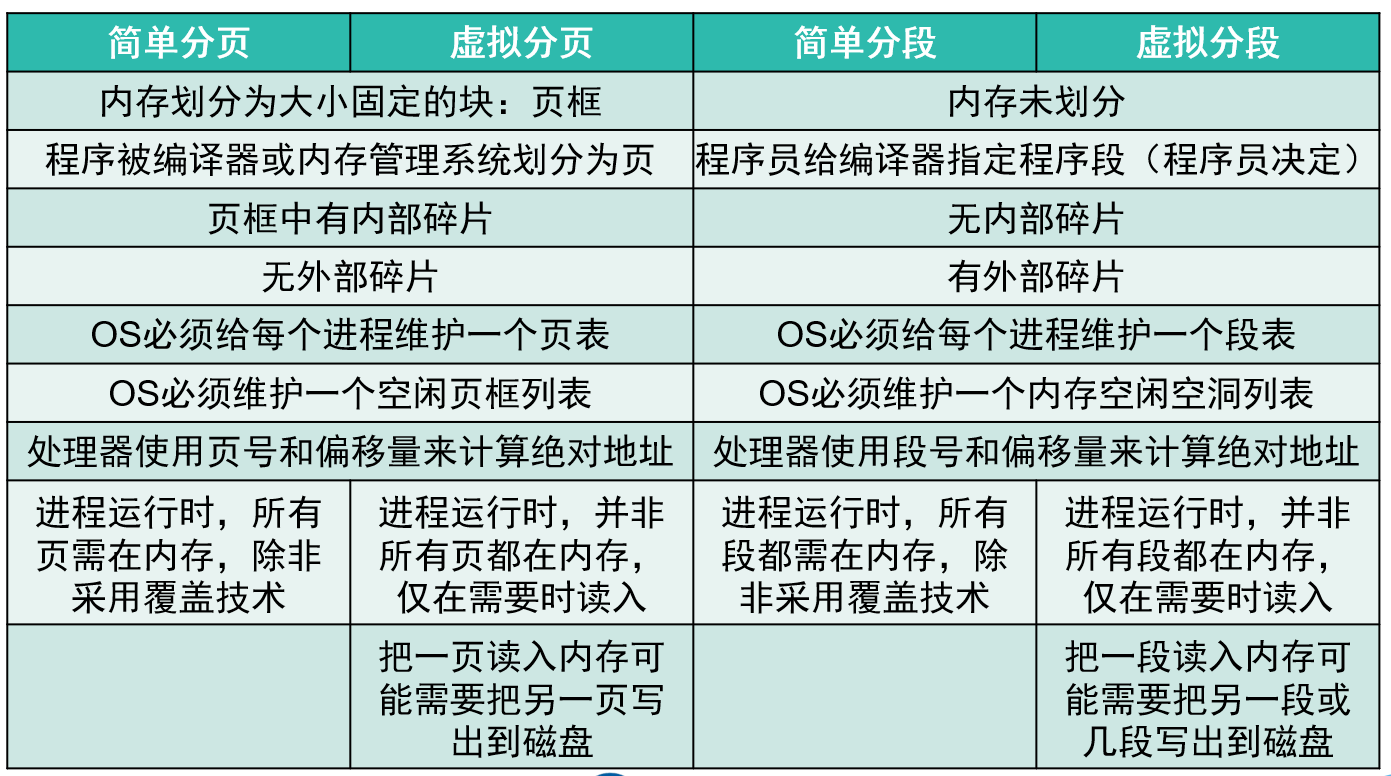 简单分页 虚拟分页 简单分段 虚拟分段
内存划分为大小固定的块：页框 内存未划分
程序被编译器或内存管理系统划分为页 程序员给编译器指定程序段（程序员决定）
页框中有内部碎片 无内部碎片
无外部碎片 有外部碎片
OS必须给每个进程维护一个页表 OS必须给每个进程维护一个段表
OS必须维护一个空闲页框列表 OS必须维护一个内存空闲空洞列表
处理器使用页号和偏移量来计算绝对地址 处理器使用段号和偏移量来计算绝对地址
进程运行时，所有
页需在内存，除非
采用覆盖技术
进程运行时，并非
所有页都在内存，
仅在需要时读入
进程运行时，所有
段都需在内存，除
非采用覆盖技术
进程运行时，并非
所有段都在内存，
仅在需要时读入
把一页读入内存可
能需要把另一页写
出到磁盘
把一段读入内存可
能需要把另一段或
几段写出到磁盘